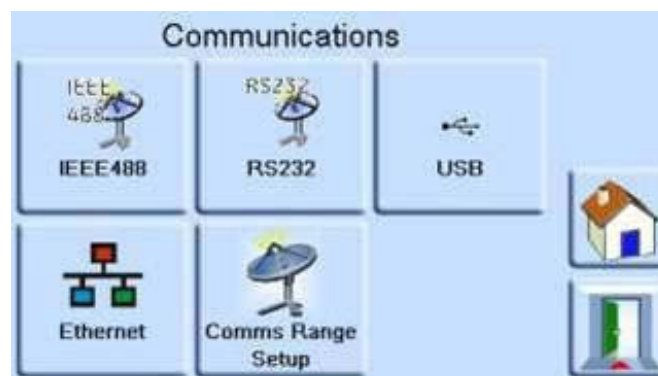 Communications
IEEE
488
IEEE488
RS232
RS232
USB
Ethernet
Comms Range
Setup